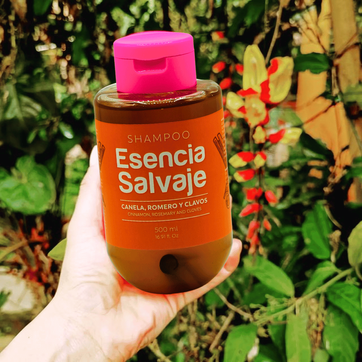 SHAMPOO
Esencia
Salvaje
CANELA, ROMERO Y CLAVOS
CINNAMON, ROSEMARY AND CLOVES
500 ml